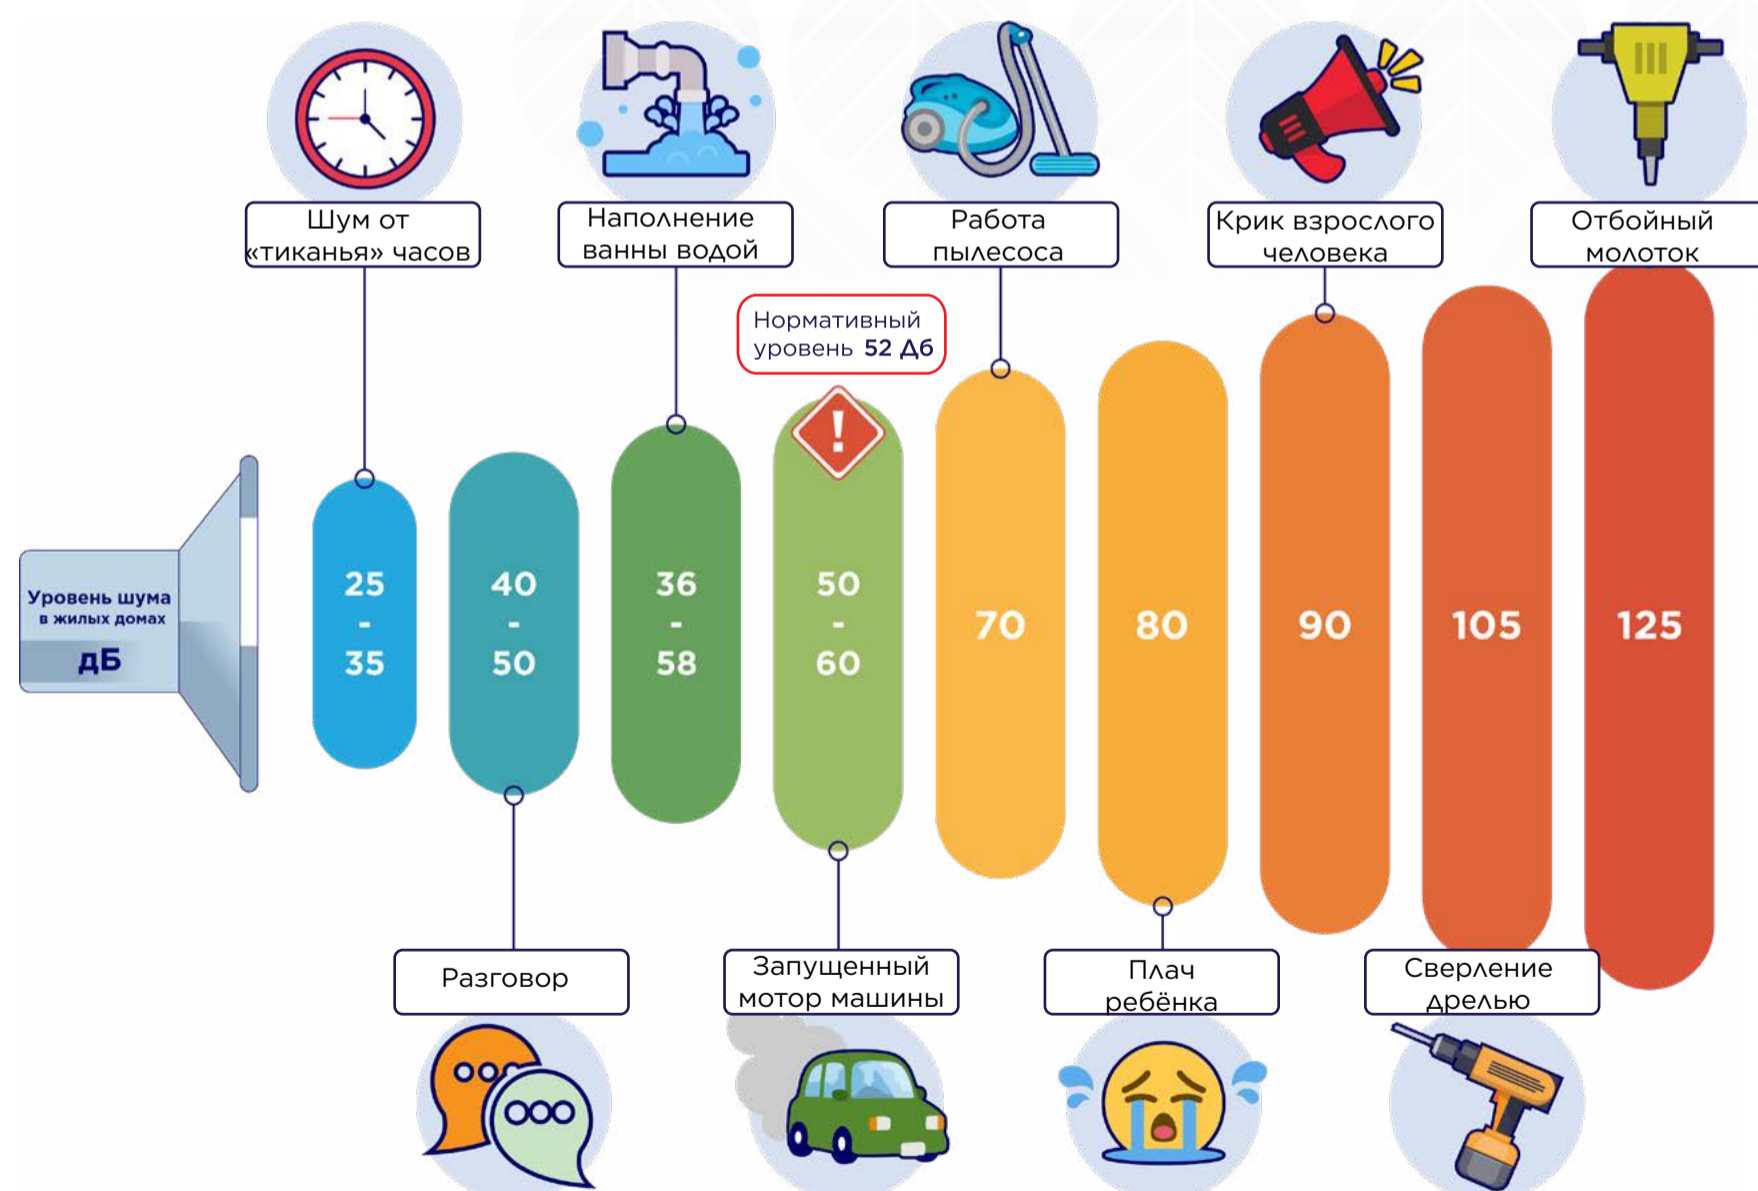 Шум от
«тиканья» часов
Наполнение
ванны водой
Работа
пылесоса
Крик взрослого
человека
Отбойный
молоток
Нормативный
уровень 52 Дб
Уровень шума
в жилых домах
дБ
25
-
35
40
-
50
36
-
58
50
-
60
70
80
90
105
125
Разговор
Запущенный
мотор машины
Плач
ребёнка
Сверление
дрелью